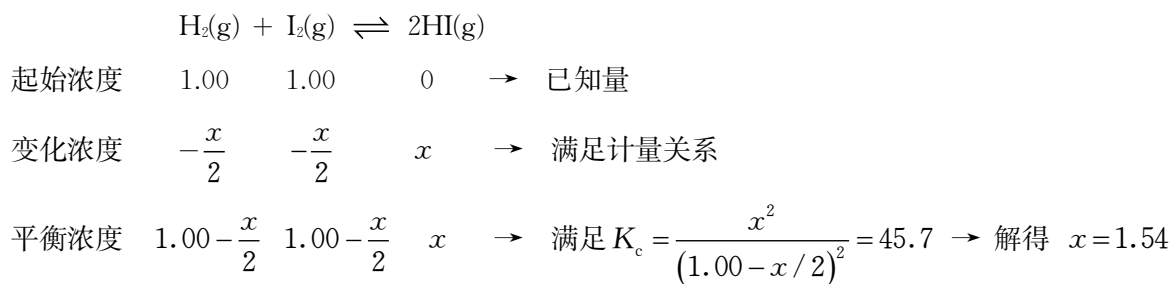 H₂(g) + I₂(g) ⇌ 2HI(g)
起始浓度 1.00 1.00 0 → 已知量
变化浓度 −x/2 −x/2 x → 满足计量关系
平衡浓度 1.00−x/2 1.00−x/2 x → 满足 K_c = x²/(1.00−x/2)² = 45.7 → 解得 x=1.54